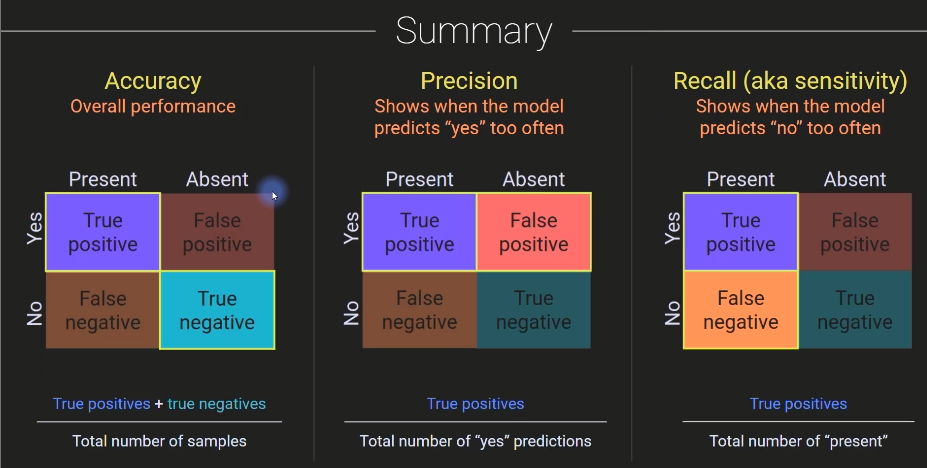 Summary
Accuracy
Overall performance
Present Absent
Yes
True
positive
False
positive
No
False
negative
True
negative
True positives + true negatives
Total number of samples
Precision
Shows when the model
predicts “yes” too often
Present Absent
Yes
True
positive
False
positive
No
False
negative
True
negative
True positives
Total number of “yes” predictions
Recall (aka sensitivity)
Shows when the model
predicts “no” too often
Present Absent
Yes
True
positive
False
positive
No
False
negative
True
negative
True positives
Total number of “present”